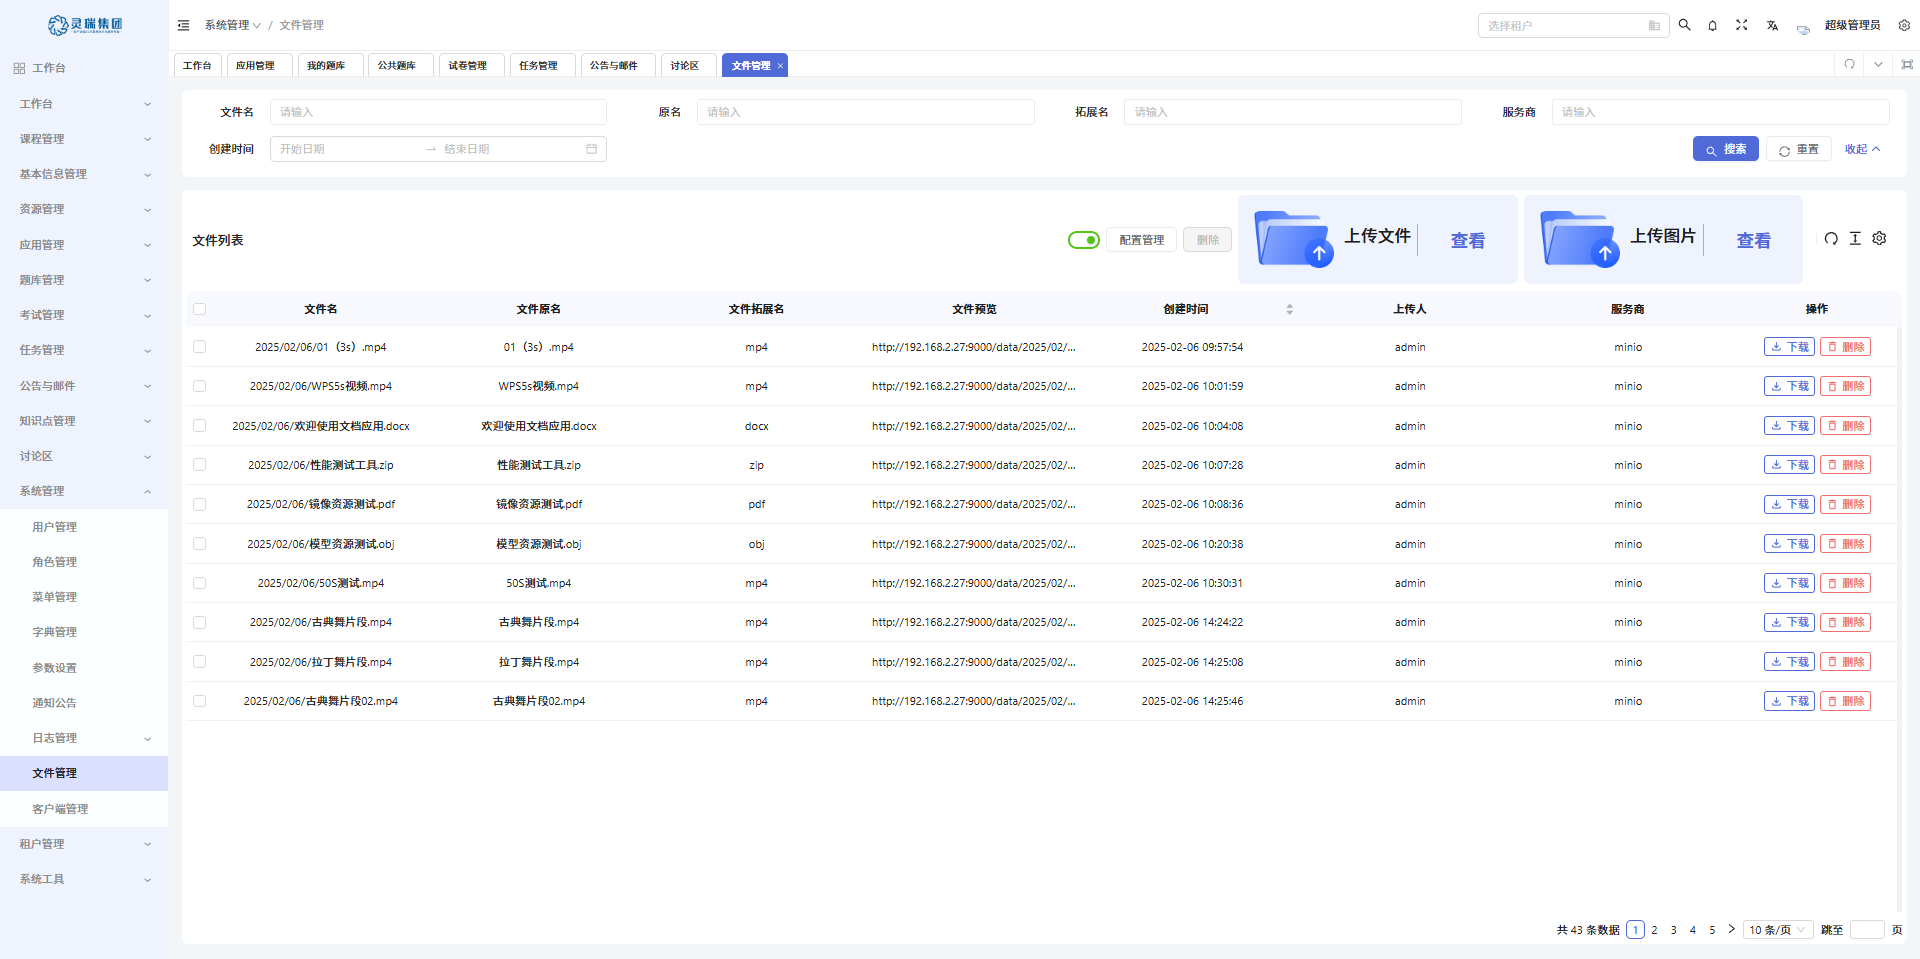 灵瑞集团
系统管理 / 文件管理
选择租户
超级管理员
工作台
应用管理
我的题库
公共题库
试卷管理
任务管理
公告与邮件
讨论区
文件管理
工作台
工作台
课程管理
基本信息管理
资源管理
应用管理
题库管理
考试管理
任务管理
公告与邮件
知识点管理
讨论区
系统管理
用户管理
角色管理
菜单管理
字典管理
参数设置
通知公告
日志管理
文件管理
客户端管理
租户管理
系统工具
文件名 请输入 原名 请输入 拓展名 请输入 服务商 请输入
创建时间 开始日期 → 结束日期 搜索 重置 收起
文件列表 配置管理 删除 上传文件 查看 上传图片 查看
文件名 文件原名 文件拓展名 文件预览 创建时间 上传人 服务商 操作
2025/02/06/01（3s）.mp4 01（3s）.mp4 mp4 http://192.168.2.27:9000/data/2025/02/... 2025-02-06 09:57:54 admin minio 下载 删除
2025/02/06/WPS5s视频.mp4 WPS5s视频.mp4 mp4 http://192.168.2.27:9000/data/2025/02/... 2025-02-06 10:01:59 admin minio 下载 删除
2025/02/06/欢迎使用文档应用.docx 欢迎使用文档应用.docx docx http://192.168.2.27:9000/data/2025/02/... 2025-02-06 10:04:08 admin minio 下载 删除
2025/02/06/性能测试工具.zip 性能测试工具.zip zip http://192.168.2.27:9000/data/2025/02/... 2025-02-06 10:07:28 admin minio 下载 删除
2025/02/06/镜像资源测试.pdf 镜像资源测试.pdf pdf http://192.168.2.27:9000/data/2025/02/... 2025-02-06 10:08:36 admin minio 下载 删除
2025/02/06/模型资源测试.obj 模型资源测试.obj obj http://192.168.2.27:9000/data/2025/02/... 2025-02-06 10:20:38 admin minio 下载 删除
2025/02/06/50S测试.mp4 50S测试.mp4 mp4 http://192.168.2.27:9000/data/2025/02/... 2025-02-06 10:30:31 admin minio 下载 删除
2025/02/06/古典舞片段.mp4 古典舞片段.mp4 mp4 http://192.168.2.27:9000/data/2025/02/... 2025-02-06 14:24:22 admin minio 下载 删除
2025/02/06/拉丁舞片段.mp4 拉丁舞片段.mp4 mp4 http://192.168.2.27:9000/data/2025/02/... 2025-02-06 14:25:08 admin minio 下载 删除
2025/02/06/古典舞片段02.mp4 古典舞片段02.mp4 mp4 http://192.168.2.27:9000/data/2025/02/... 2025-02-06 14:25:46 admin minio 下载 删除
共 43 条数据 1 2 3 4 5 10 条/页 跳至 页